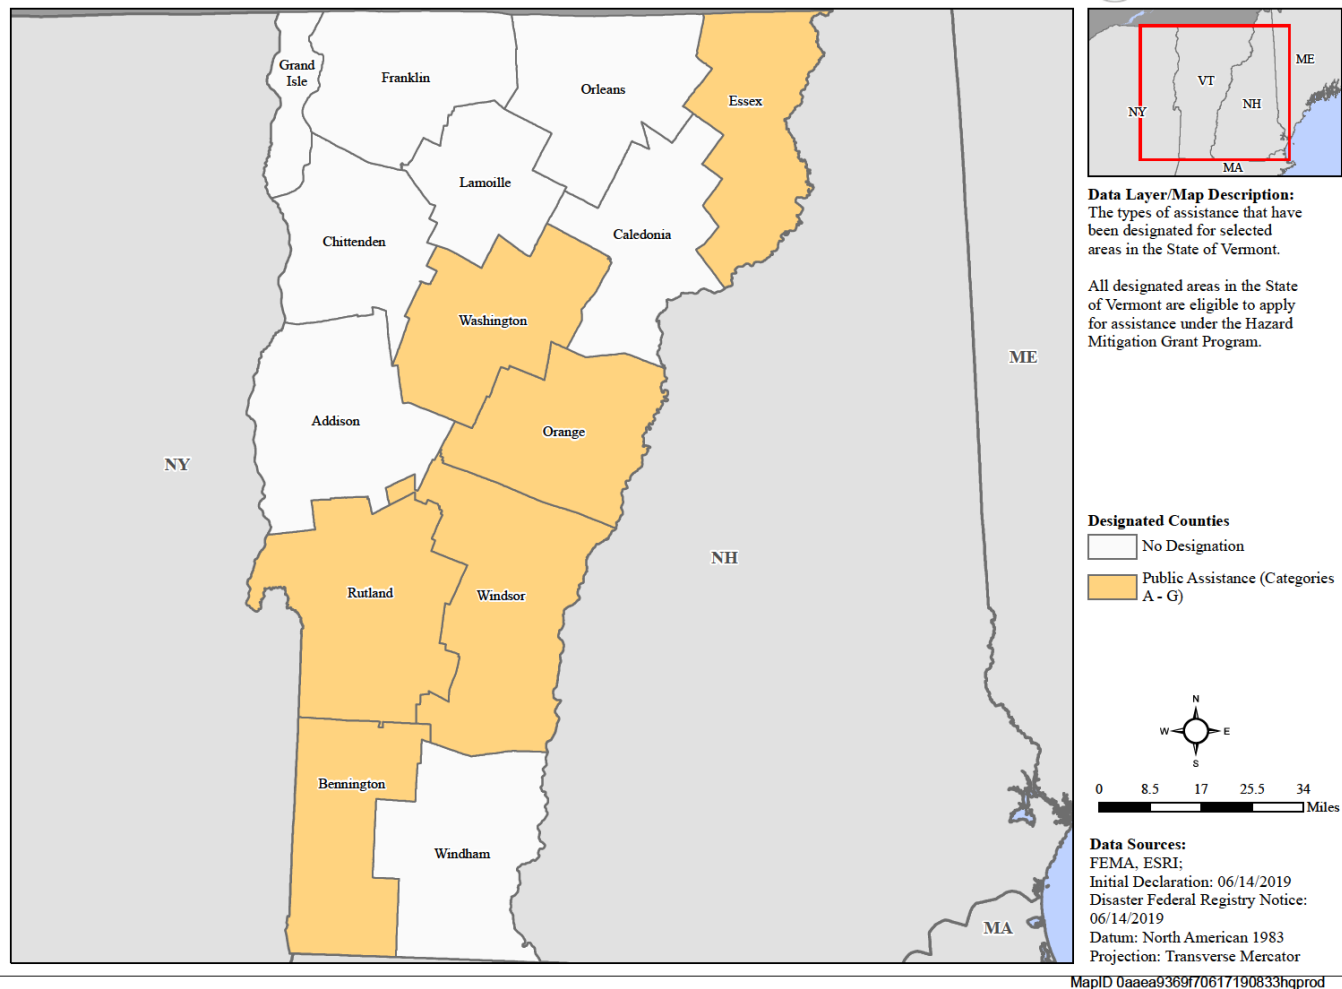 Grand
Isle
Franklin
Orleans
Essex
Lamoille
Chittenden
Caledonia
Washington
Addison
Orange
Rutland
Windsor
Bennington
Windham
NY
NH
ME
MA
VT
ME
NH
NY
MA
Data Layer/Map Description:
The types of assistance that have
been designated for selected
areas in the State of Vermont.
All designated areas in the State
of Vermont are eligible to apply
for assistance under the Hazard
Mitigation Grant Program.
Designated Counties
No Designation
Public Assistance (Categories
A - G)
N
W E
S
0 8.5 17 25.5 34
Miles
Data Sources:
FEMA, ESRI;
Initial Declaration: 06/14/2019
Disaster Federal Registry Notice:
06/14/2019
Datum: North American 1983
Projection: Transverse Mercator
MapID 0aaea9369f70617190833hqprod